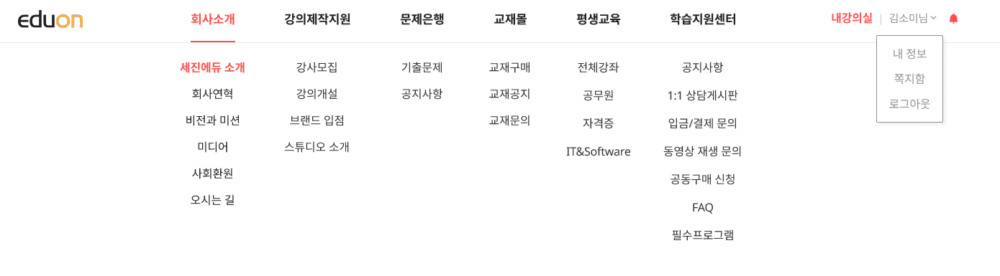 eduon
회사소개 강의제작지원 문제은행 교재몰 평생교육 학습지원센터 내강의실 김소미님
세진에듀 소개
회사연혁
비전과 미션
미디어
사회환원
오시는 길
강사모집
강의개설
브랜드 입점
스튜디오 소개
기출문제
공지사항
교재구매
교재공지
교재문의
전체강좌
공무원
자격증
IT&Software
공지사항
1:1 상담게시판
입금/결제 문의
동영상 재생 문의
공동구매 신청
FAQ
필수프로그램
내 정보
쪽지함
로그아웃